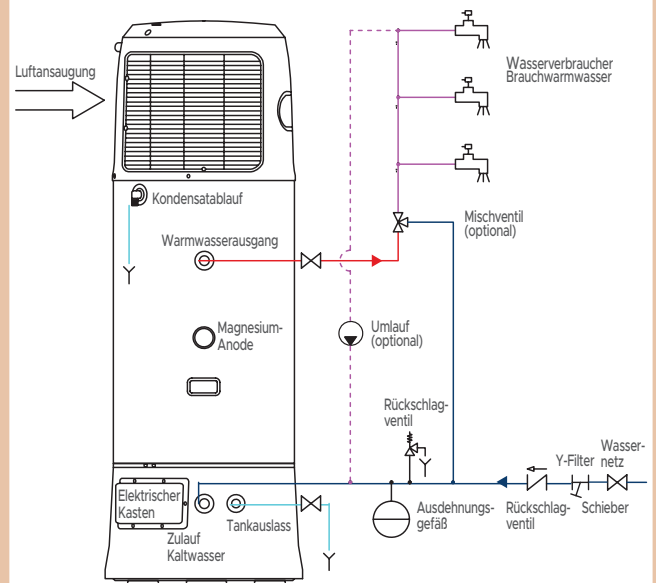 Luftansaugung
Wasserverbraucher
Brauchwarmwasser
Kondensatablauf
Mischventil
(optional)
Warmwasserausgang
Magnesium-
Anode
Umlauf
(optional)
Rückschlag-
ventil
Y-Filter
Wasser-
netz
Elektrischer
Kasten
Zulauf
Kaltwasser
Tankauslass
Ausdehnungs-
gefäß
Rückschlag-
ventil
Schieber